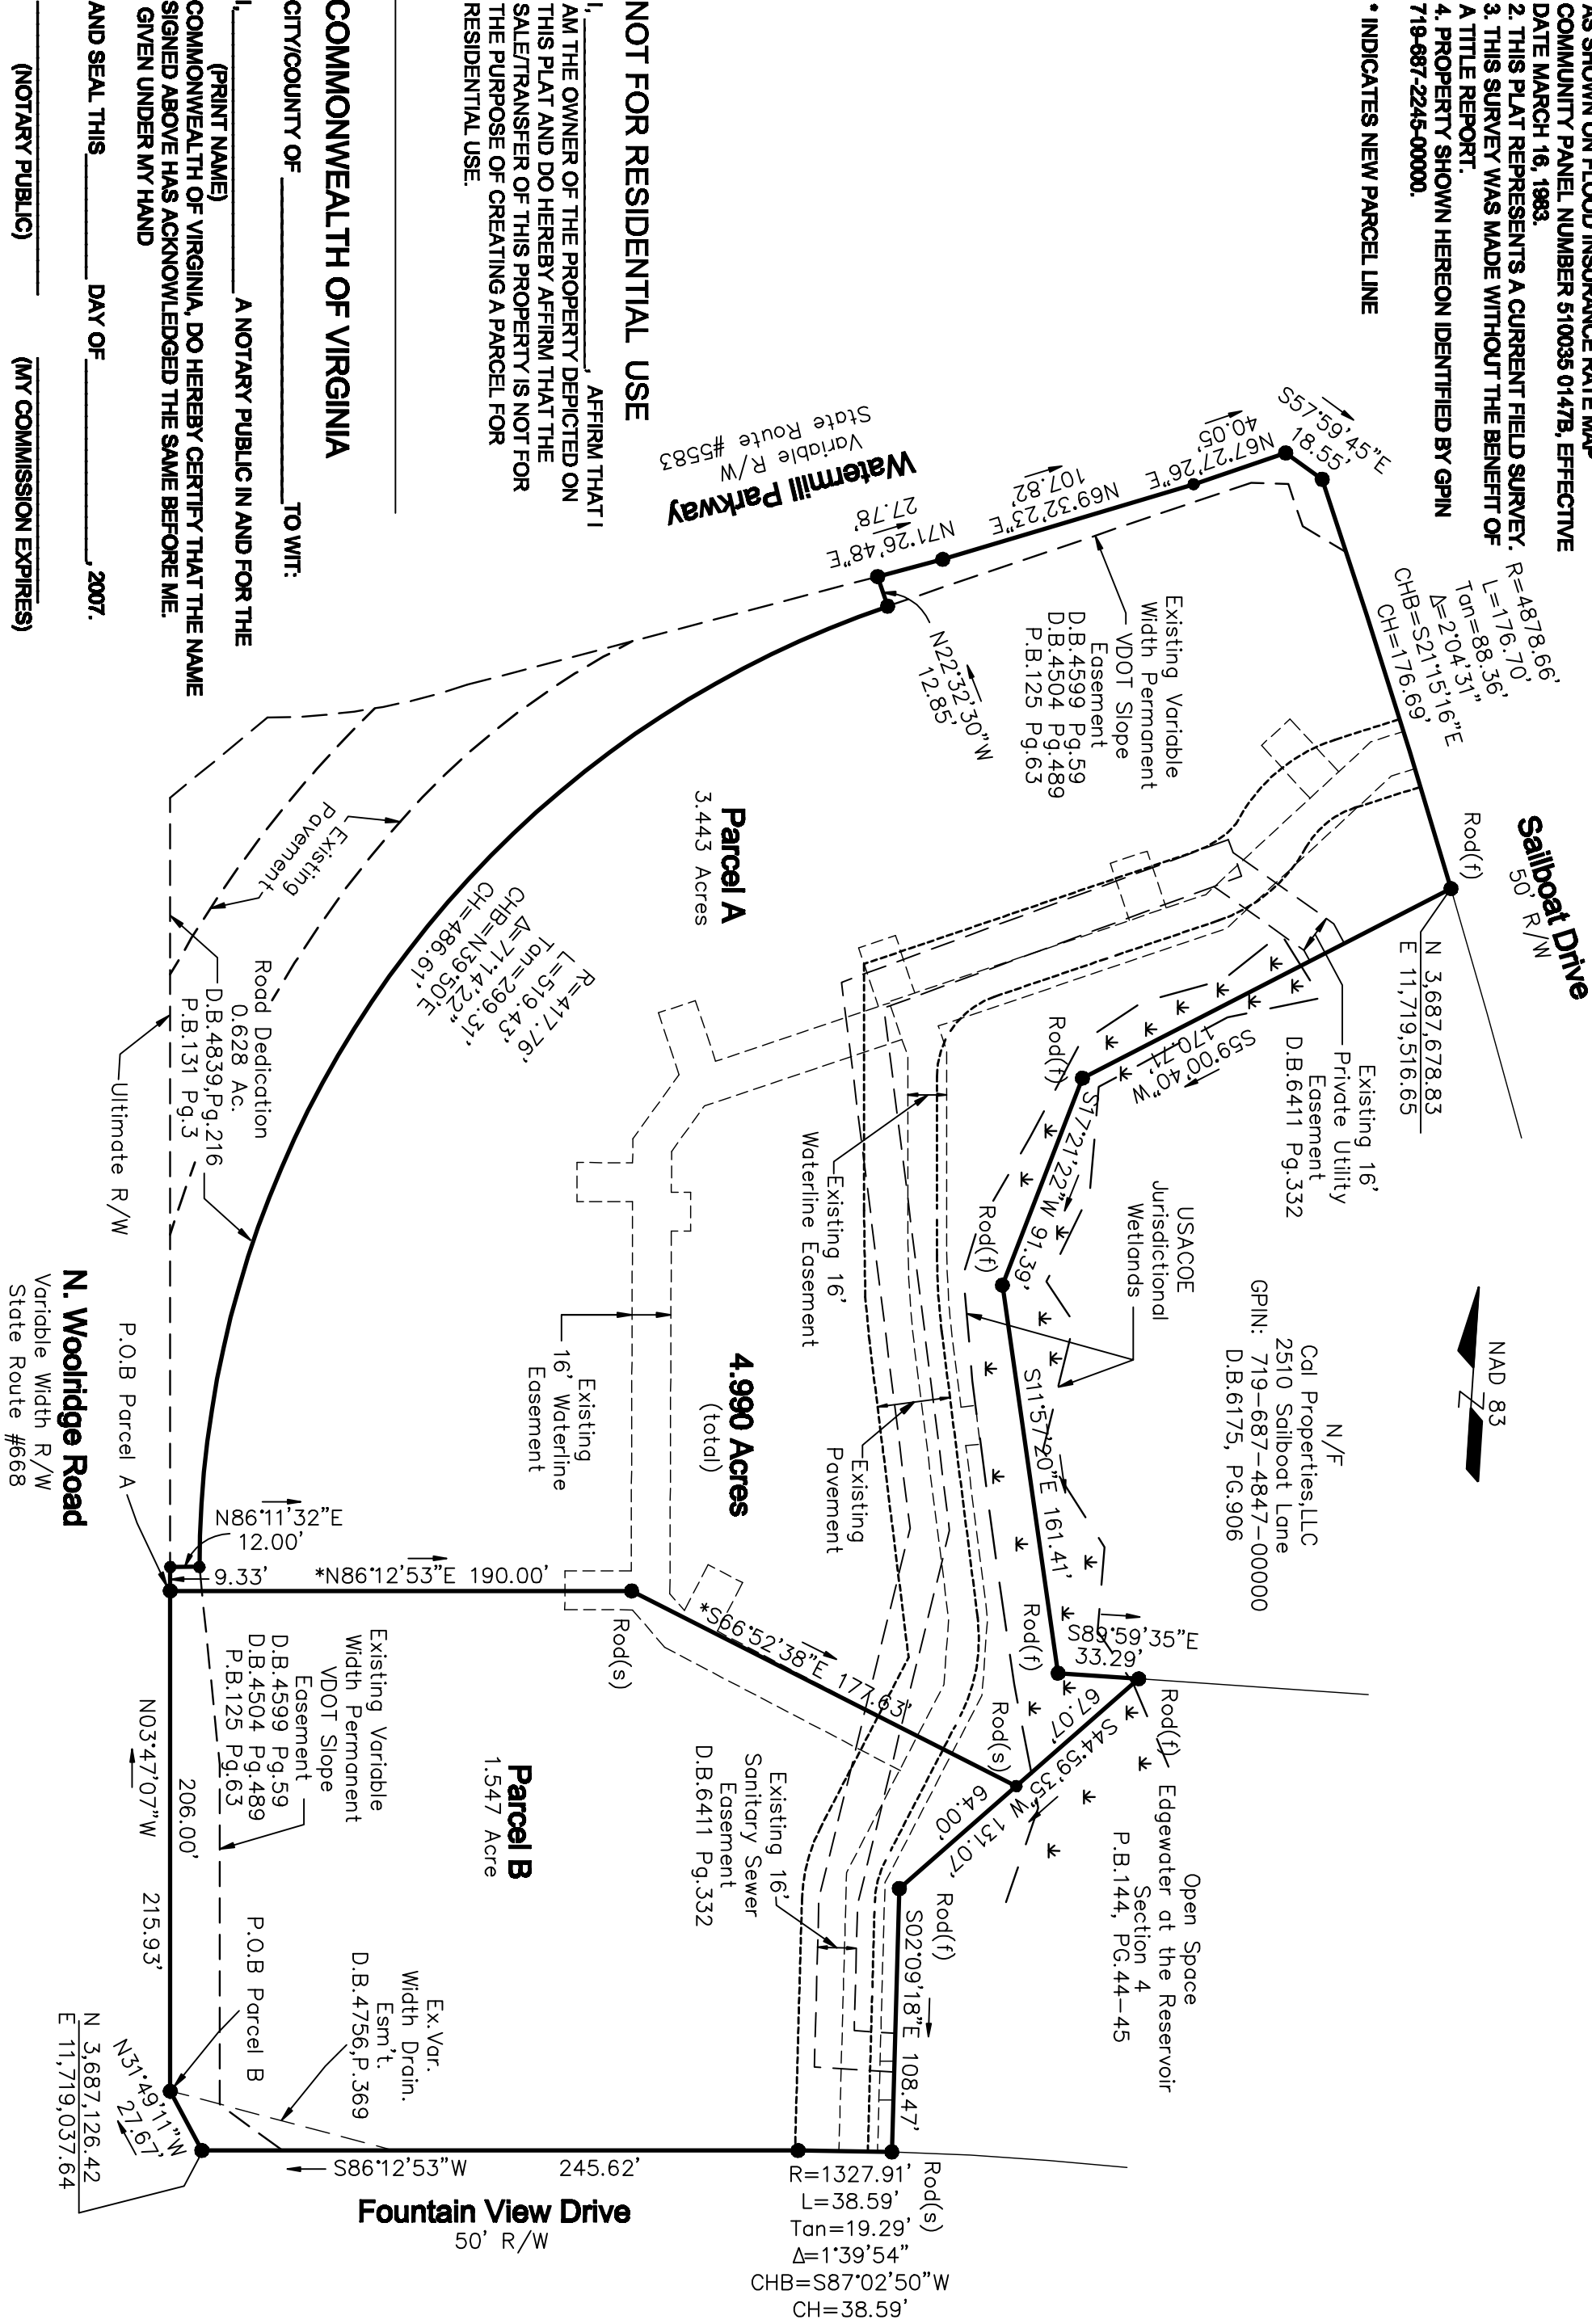 AS SHOWN ON FLOOD INSURANCE RATE MAP
COMMUNITY PANEL NUMBER 510035 0147B, EFFECTIVE
DATE MARCH 16, 1983.
2. THIS PLAT REPRESENTS A CURRENT FIELD SURVEY.
3. THIS SURVEY WAS MADE WITHOUT THE BENEFIT OF
A TITLE REPORT.
4. PROPERTY SHOWN HEREON IDENTIFIED BY GPIN
719-687-2245-00000.
* INDICATES NEW PARCEL LINE
NOT FOR RESIDENTIAL USE
I, ____________________, AFFIRM THAT I
AM THE OWNER OF THE PROPERTY DEPICTED ON
THIS PLAT AND DO HEREBY AFFIRM THAT THE
SALE/TRANSFER OF THIS PROPERTY IS NOT FOR
THE PURPOSE OF CREATING A PARCEL FOR
RESIDENTIAL USE.
COMMONWEALTH OF VIRGINIA
CITY/COUNTY OF ____________________ TO WIT:
I, ____________________ A NOTARY PUBLIC IN AND FOR THE
(PRINT NAME)
COMMONWEALTH OF VIRGINIA, DO HEREBY CERTIFY THAT THE NAME
SIGNED ABOVE HAS ACKNOWLEDGED THE SAME BEFORE ME.
GIVEN UNDER MY HAND
AND SEAL THIS __________ DAY OF ____________________, 2007.
(NOTARY PUBLIC) (MY COMMISSION EXPIRES)
Sailboat Drive
50' R/W
R=4878.66'
L=176.70'
Tan=88.36'
Δ=2°04'31"
CHB=S21°15'16"E
CH=176.69'
S57°59'45"E
18.55'
N67°27'26"E
40.05'
N69°32'23"E
107.82'
N71°26'48"E
27.78'
Watermill Parkway
Variable R/W
State Route #5583
N22°32'30"W
12.85'
Existing Variable
Width Permanent
VDOT Slope
Easement
D.B.4599 Pg.59
D.B.4504 Pg.489
P.B.125 Pg.63
Rod(f)
N 3,687,678.83
E 11,719,516.65
Existing 16'
Private Utility
Easement
D.B.6411 Pg.332
S59°00'40"W
170.71'
Rod(f)
S17°21'22"W 91.39'
Rod(f)
USACOE
Jurisdictional
Wetlands
S11°57'20"E 161.41'
Rod(f)
S89°59'35"E
33.29'
Rod(f)
N/F
Cal Properties,LLC
2510 Sailboat Lane
GPIN: 719-687-4847-00000
D.B.6175, PG.906
NAD 83
Open Space
Edgewater at the Reservoir
Section 4
P.B.144, PG.44-45
67.07'
S44°59'35"W 131.07'
64.00'
Rod(s)
Rod(f)
S02°09'18"E 108.47'
Rod(s)
Parcel A
3.443 Acres
R=417.76'
L=519.43'
Tan=299.31'
Δ=71°14'22"
CHB=N39°50'E
CH=486.61'
Existing
Pavement
Road Dedication
0.628 Ac.
D.B.4839,Pg.216
P.B.131 Pg.3
Ultimate R/W
Existing 16'
Waterline Easement
4.990 Acres
(total)
Existing
Pavement
Existing
16' Waterline
Easement
N. Woolridge Road
Variable Width R/W
State Route #668
P.O.B Parcel A
N86°11'32"E
12.00'
9.33'
*N86°12'53"E 190.00'
Rod(s)
*S66°52'38"E 177.63'
Existing 16'
Sanitary Sewer
Easement
D.B.6411 Pg.332
Parcel B
1.547 Acre
Existing Variable
Width Permanent
VDOT Slope
Easement
D.B.4599 Pg.59
D.B.4504 Pg.489
P.B.125 Pg.63
N03°47'07"W
206.00'
215.93'
P.O.B Parcel B
Ex.Var.
Width Drain.
Esm't.
D.B.4756,P.369
N31°49'11"W
27.67'
N 3,687,126.42
E 11,719,037.64
S86°12'53"W 245.62'
Fountain View Drive
50' R/W
R=1327.91'
L=38.59'
Tan=19.29'
Δ=1°39'54"
CHB=S87°02'50"W
CH=38.59'